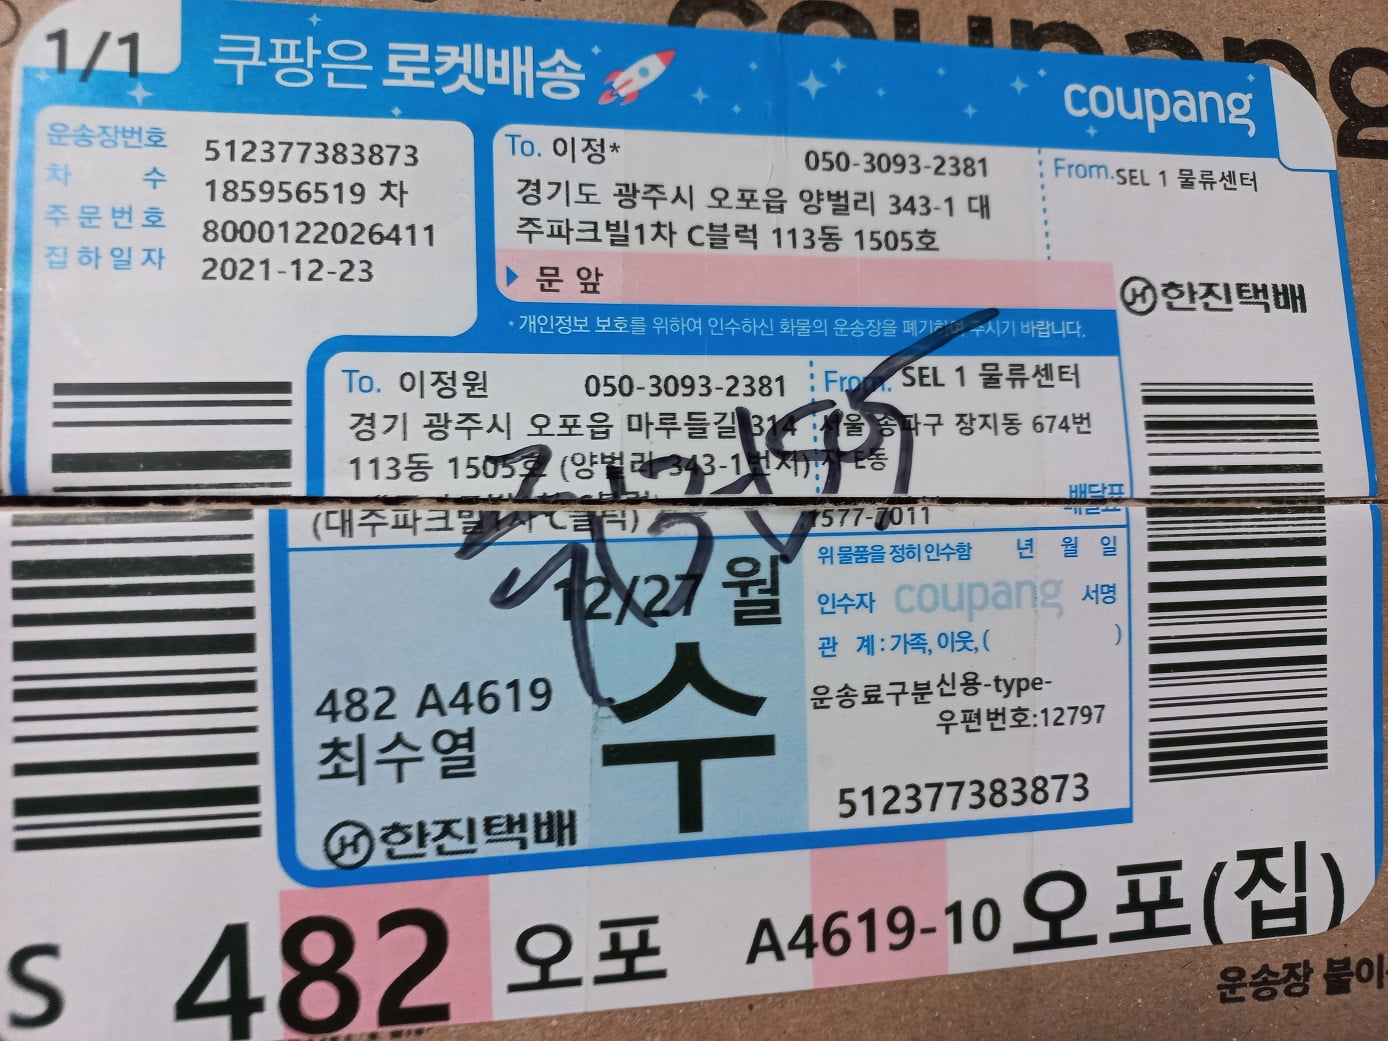 coupang
1/1
쿠팡은 로켓배송
coupang
운송장번호 512377383873
차 수 185956519 차
주문번호 8000122026411
집하일자 2021-12-23
To. 이정* 050-3093-2381
경기도 광주시 오포읍 양벌리 343-1 대
주파크빌1차 C블럭 113동 1505호
문 앞
From. SEL 1 물류센터
한진택배
* 개인정보 보호를 위하여 인수하신 화물의 운송장을 폐기하여 주시기 바랍니다.
To. 이정원 050-3093-2381
경기 광주시 오포읍 마루들길 314
113동 1505호 (양벌리 343-1번지)
(대주파크빌1차 C블럭)
From. SEL 1 물류센터
서울 송파구 장지동 674번
지 E동
1577-7011
배달표
12/27 월
수
482 A4619
최수열
한진택배
위 물품을 정히 인수함 년 월 일
인수자 coupang 서명
관 계 : 가족, 이웃, ( )
운송료구분신용-type-
우편번호:12797
512377383873
S 482 오포 A4619-10 오포(집)
운송장 붙이